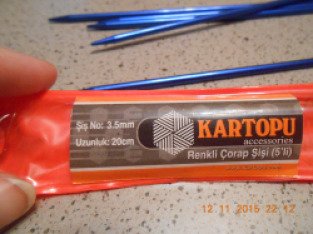 Şiş No: 3.5mm
Uzunluk: 20cm
KARTOPU
accessories
Renkli Çorap Şişi (5'li)
12 11 2015 22 12